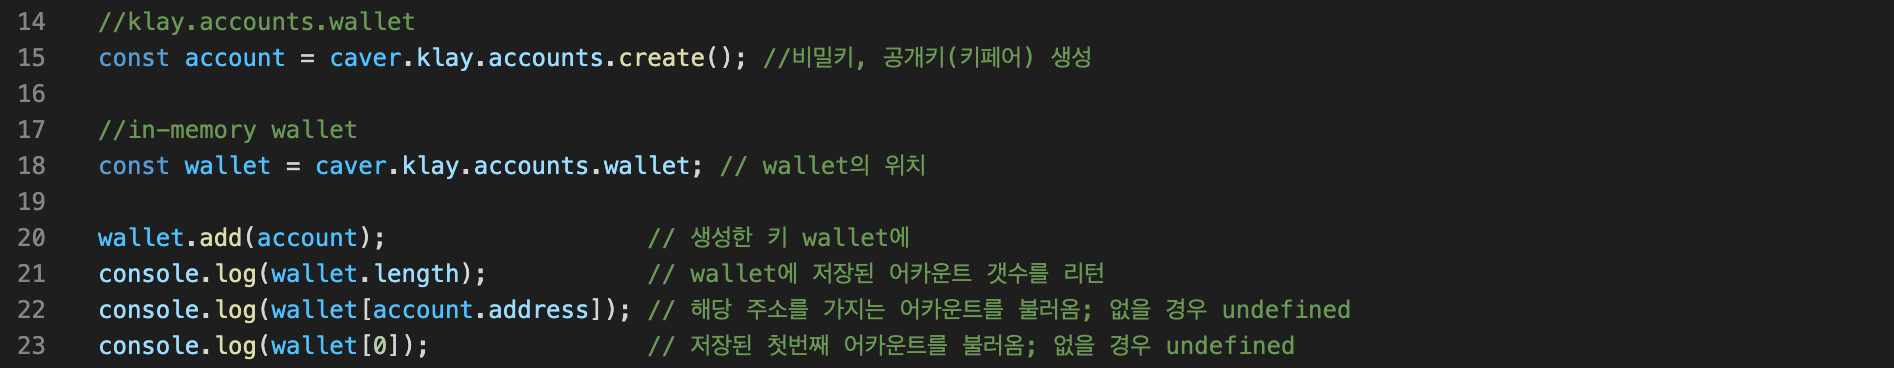 14 //klay.accounts.wallet
15 const account = caver.klay.accounts.create(); //비밀키, 공개키(키페어) 생성
16
17 //in-memory wallet
18 const wallet = caver.klay.accounts.wallet; // wallet의 위치
19
20 wallet.add(account); // 생성한 키 wallet에
21 console.log(wallet.length); // wallet에 저장된 어카운트 갯수를 리턴
22 console.log(wallet[account.address]); // 해당 주소를 가지는 어카운트를 불러옴; 없을 경우 undefined
23 console.log(wallet[0]); // 저장된 첫번째 어카운트를 불러옴; 없을 경우 undefined